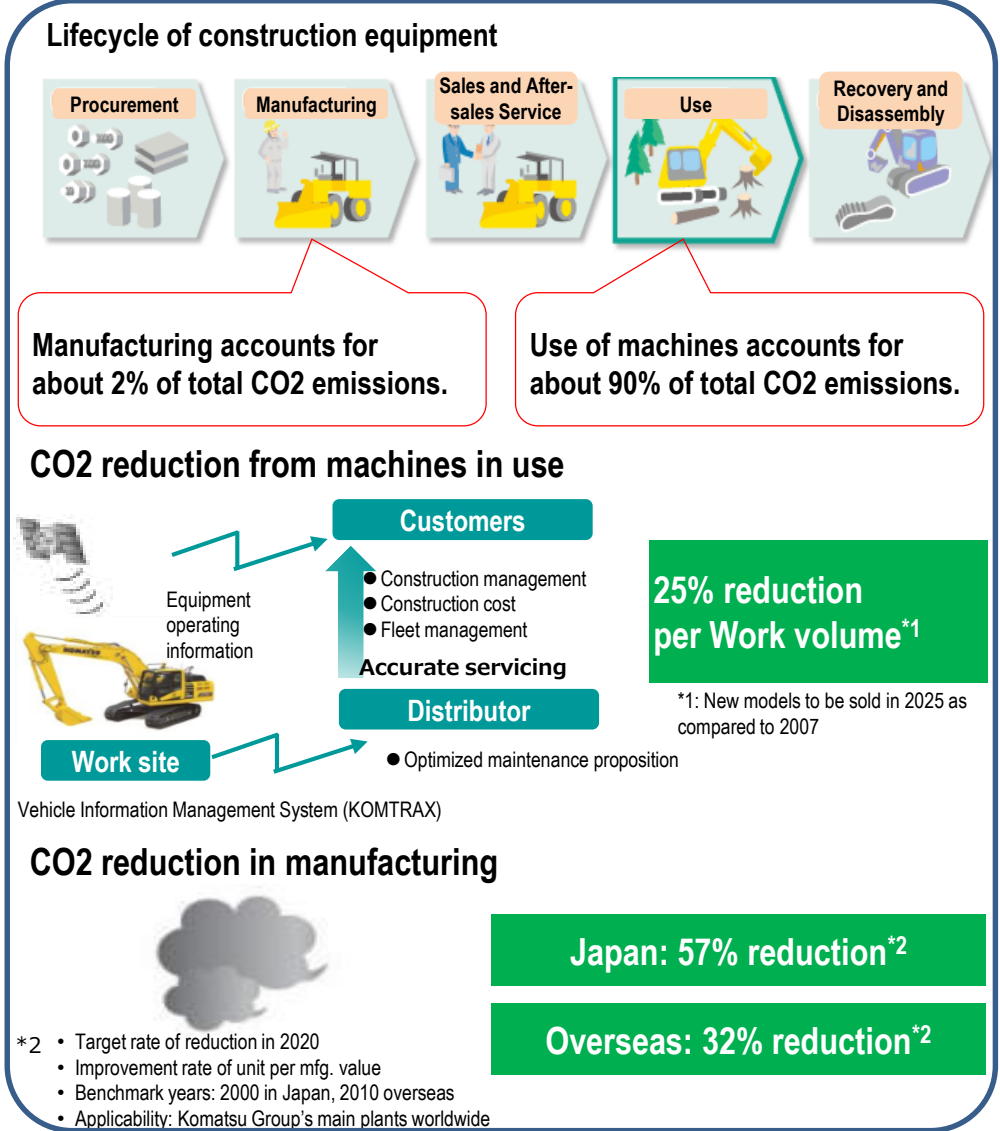 Lifecycle of construction equipment
Procurement
Manufacturing
Sales and After-
sales Service
Use
Recovery and
Disassembly
Manufacturing accounts for
about 2% of total CO2 emissions.
Use of machines accounts for
about 90% of total CO2 emissions.
CO2 reduction from machines in use
Customers
Equipment
operating
information
● Construction management
● Construction cost
● Fleet management
Accurate servicing
KOMATSU
Distributor
Work site
● Optimized maintenance proposition
25% reduction
per Work volume*1
*1: New models to be sold in 2025 as
compared to 2007
Vehicle Information Management System (KOMTRAX)
CO2 reduction in manufacturing
Japan: 57% reduction*2
Overseas: 32% reduction*2
*2 • Target rate of reduction in 2020
• Improvement rate of unit per mfg. value
• Benchmark years: 2000 in Japan, 2010 overseas
• Applicability: Komatsu Group's main plants worldwide